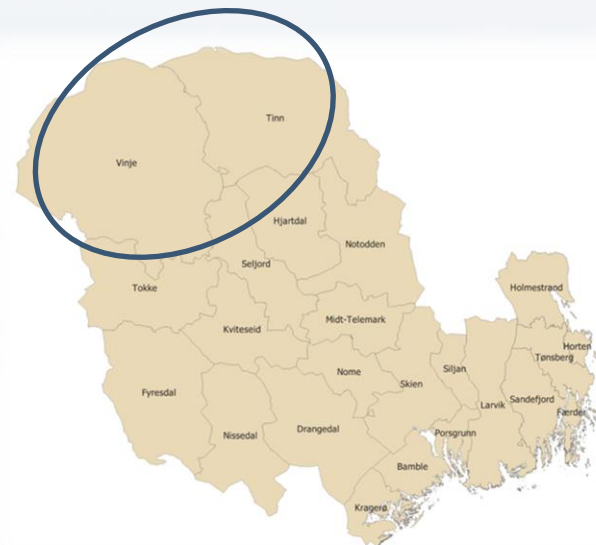 Tinn
Vinje
Hjartdal
Notodden
Seljord
Tokke
Holmestrand
Midt-Telemark
Kviteseid
Horten
Tønsberg
Nome
Siljan
Skien
Fyresdal
Sandefjord
Larvik
Færder
Drangedal
Nissedal
Porsgrunn
Bamble
Kragerø